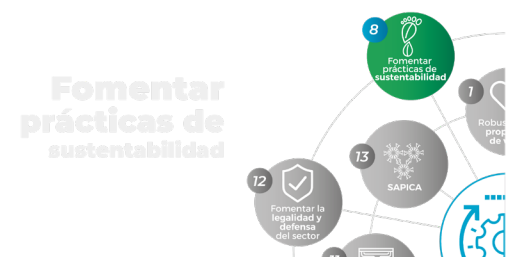 Fomentar
prácticas de
sustentabilidad
8
Fomentar
prácticas de
sustentabilidad
1
13
SAPICA
12
Fomentar la
legalidad y
defensa
del sector